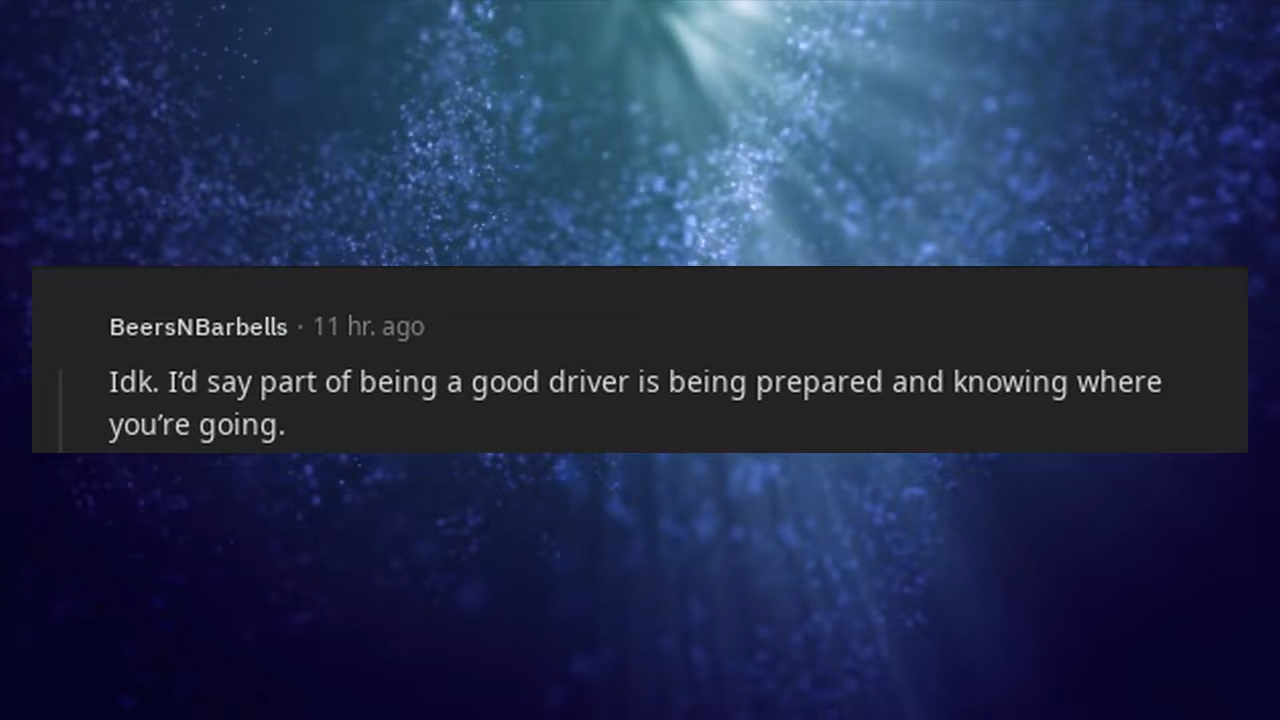 BeersNBarbells · 11 hr. ago
Idk. I’d say part of being a good driver is being prepared and knowing where
you’re going.